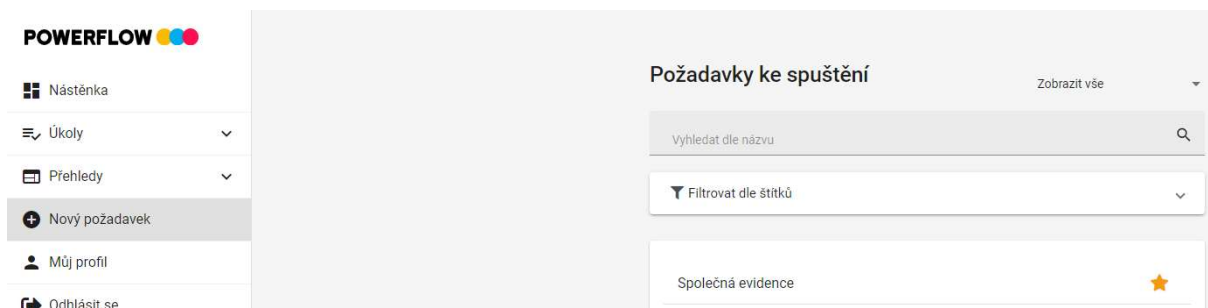 POWERFLOW
Nástěnka
Úkoly
Přehledy
Nový požadavek
Můj profil
Odhlásit se
Požadavky ke spuštění
Zobrazit vše
Vyhledat dle názvu
Filtrovat dle štítků
Společná evidence